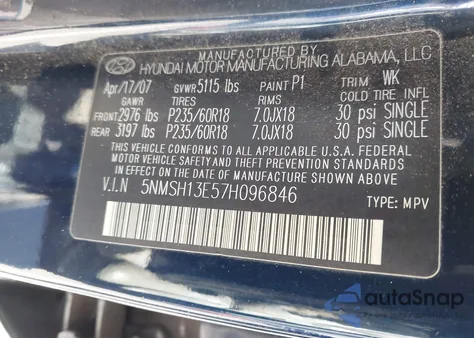 MANUFACTURED BY
HYUNDAI MOTOR MANUFACTURING ALABAMA, LLC
Apr/17/07 GVWR 5115 lbs PAINT P1 TRIM WK
GAWR TIRES RIMS COLD TIRE INFL.PR
FRONT 2976 lbs P235/60R18 7.0JX18 30 psi SINGLE
REAR 3197 lbs P235/60R18 7.0JX18 30 psi SINGLE
THIS VEHICLE CONFORMS TO ALL APPLICABLE U.S.A. FEDERAL
MOTOR VEHICLE SAFETY, BUMPER, AND THEFT PREVENTION
STANDARDS IN EFFECT ON THE DATE OF MANUFACTURE SHOWN
ABOVE.
V.I.N 5NMSH13E57H096846 TYPE: MPV
autoSnap